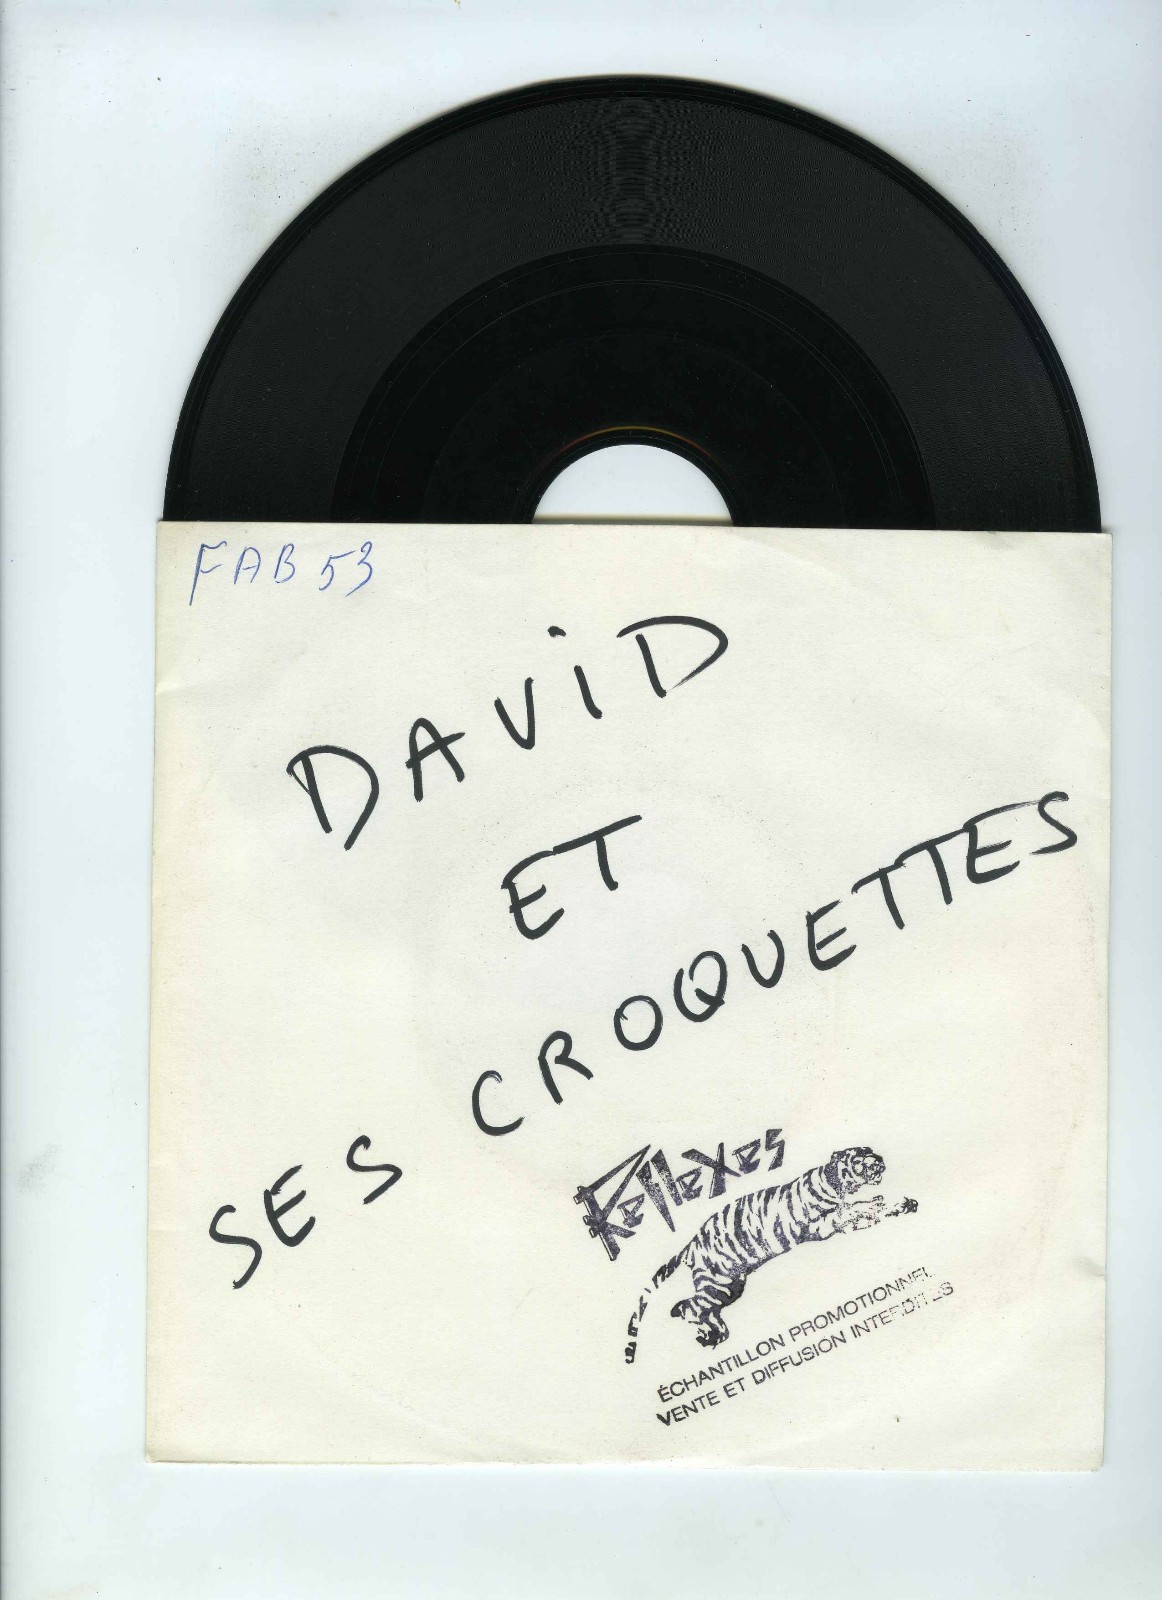 FAB 53
DAViD
ET
SES CROQUETTES
ReflexeS
ÉCHANTILLON PROMOTIONNEL
VENTE ET DIFFUSION INTERDITES